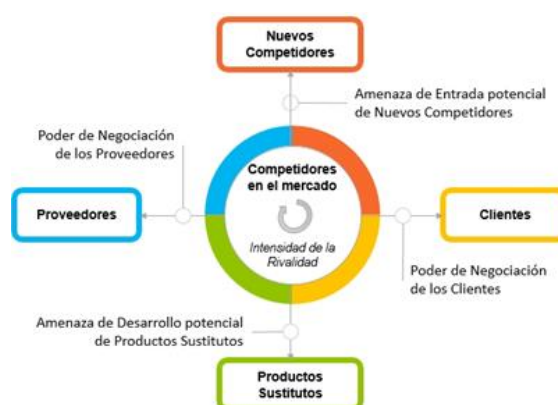 Nuevos
Competidores
Amenaza de Entrada potencial
de Nuevos Competidores
Poder de Negociación
de los Proveedores
Competidores
en el mercado
Proveedores
Clientes
Intensidad de la
Rivalidad
Poder de Negociación
de los Clientes
Amenaza de Desarrollo potencial
de Productos Sustitutos
Productos
Sustitutos